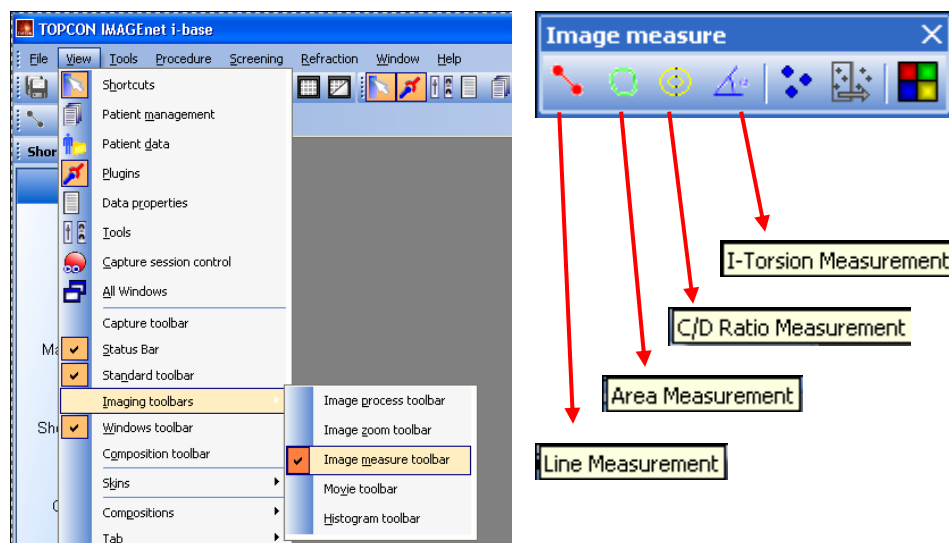 TOPCON IMAGEnet i-base
File View Tools Procedure Screening Refraction Window Help
Shortcuts
Patient management
Shor
Patient data
Plugins
Data properties
Tools
Capture session control
All Windows
Capture toolbar
Ma
Status Bar
Standard toolbar
Imaging toolbars
Sh
Windows toolbar
Composition toolbar
Skins
Compositions
Tab
Image process toolbar
Image zoom toolbar
Image measure toolbar
Movie toolbar
Histogram toolbar
Image measure
I-Torsion Measurement
C/D Ratio Measurement
Area Measurement
Line Measurement